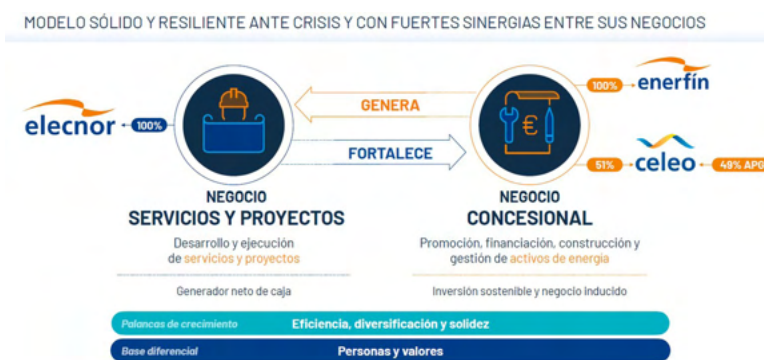 MODELO SÓLIDO Y RESILIENTE ANTE CRISIS Y CON FUERTES SINERGIAS ENTRE SUS NEGOCIOS
elecnor
100%
GENERA
FORTALECE
€
100%
enerfín
51%
celeo
49% APG
NEGOCIO
SERVICIOS Y PROYECTOS
Desarrollo y ejecución
de servicios y proyectos
Generador neto de caja
NEGOCIO
CONCESIONAL
Promoción, financiación, construcción y
gestión de activos de energía
Inversión sostenible y negocio inducido
Palancas de crecimiento Eficiencia, diversificación y solidez
Base diferencial Personas y valores